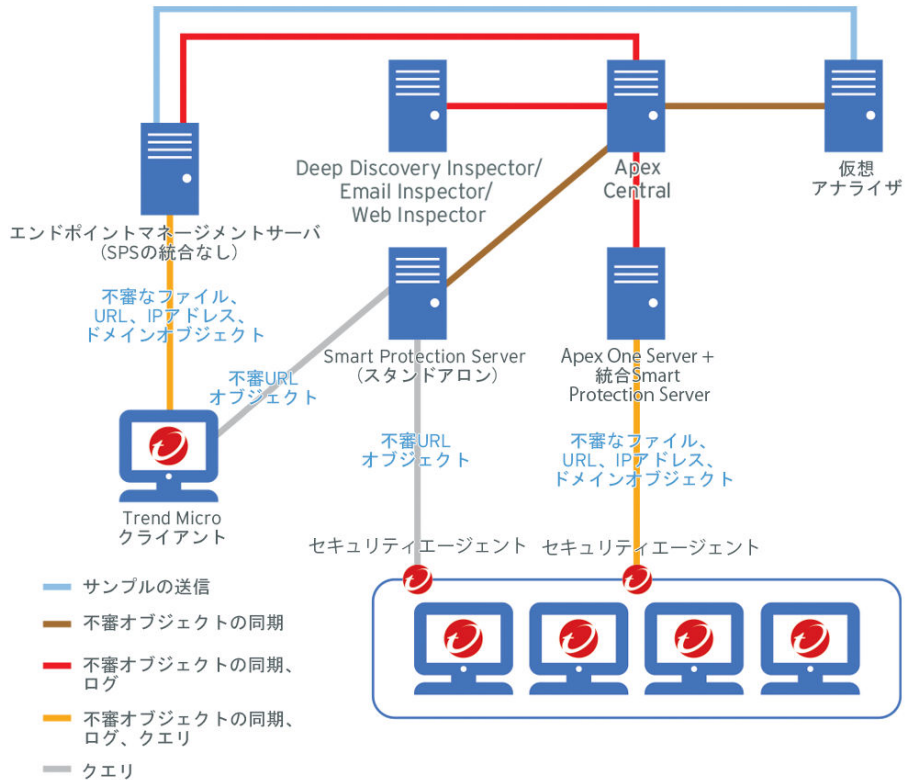 Deep Discovery Inspector/
Email Inspector/
Web Inspector
Apex
Central
仮想
アナライザ
エンドポイントマネージメントサーバ
(SPSの統合なし)
不審なファイル、
URL、IPアドレス、
ドメインオブジェクト
不審URL
オブジェクト
Smart Protection Server
(スタンドアロン)
Apex One Server +
統合Smart
Protection Server
不審URL
オブジェクト
不審なファイル、
URL、IPアドレス、
ドメインオブジェクト
Trend Micro
クライアント
セキュリティエージェント
セキュリティエージェント
サンプルの送信
不審オブジェクトの同期
不審オブジェクトの同期、
ログ
不審オブジェクトの同期、
ログ、クエリ
クエリ